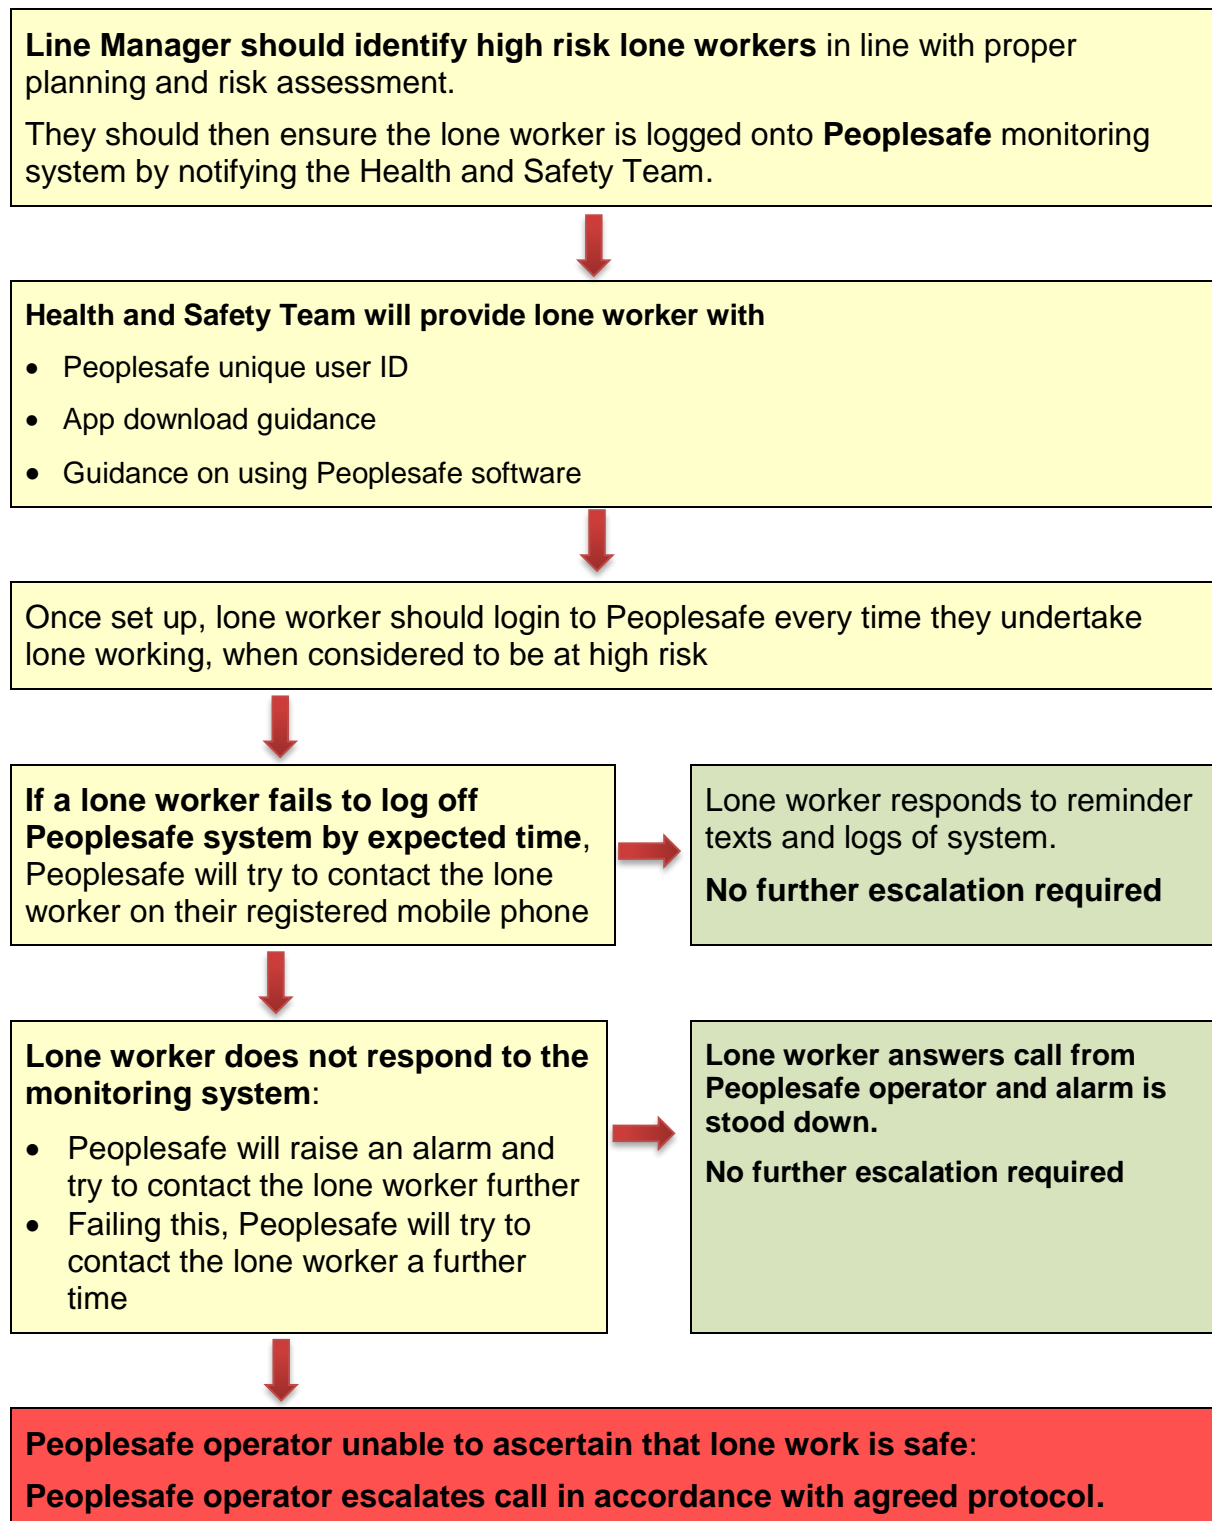 Line Manager should identify high risk lone workers in line with proper
planning and risk assessment.
They should then ensure the lone worker is logged onto Peoplesafe monitoring
system by notifying the Health and Safety Team.
Health and Safety Team will provide lone worker with
• Peoplesafe unique user ID
• App download guidance
• Guidance on using Peoplesafe software
Once set up, lone worker should login to Peoplesafe every time they undertake
lone working, when considered to be at high risk
If a lone worker fails to log off
Peoplesafe system by expected time,
Peoplesafe will try to contact the lone
worker on their registered mobile phone
Lone worker responds to reminder
texts and logs of system.
No further escalation required
Lone worker does not respond to the
monitoring system:
• Peoplesafe will raise an alarm and
try to contact the lone worker further
• Failing this, Peoplesafe will try to
contact the lone worker a further
time
Lone worker answers call from
Peoplesafe operator and alarm is
stood down.
No further escalation required
Peoplesafe operator unable to ascertain that lone work is safe:
Peoplesafe operator escalates call in accordance with agreed protocol.